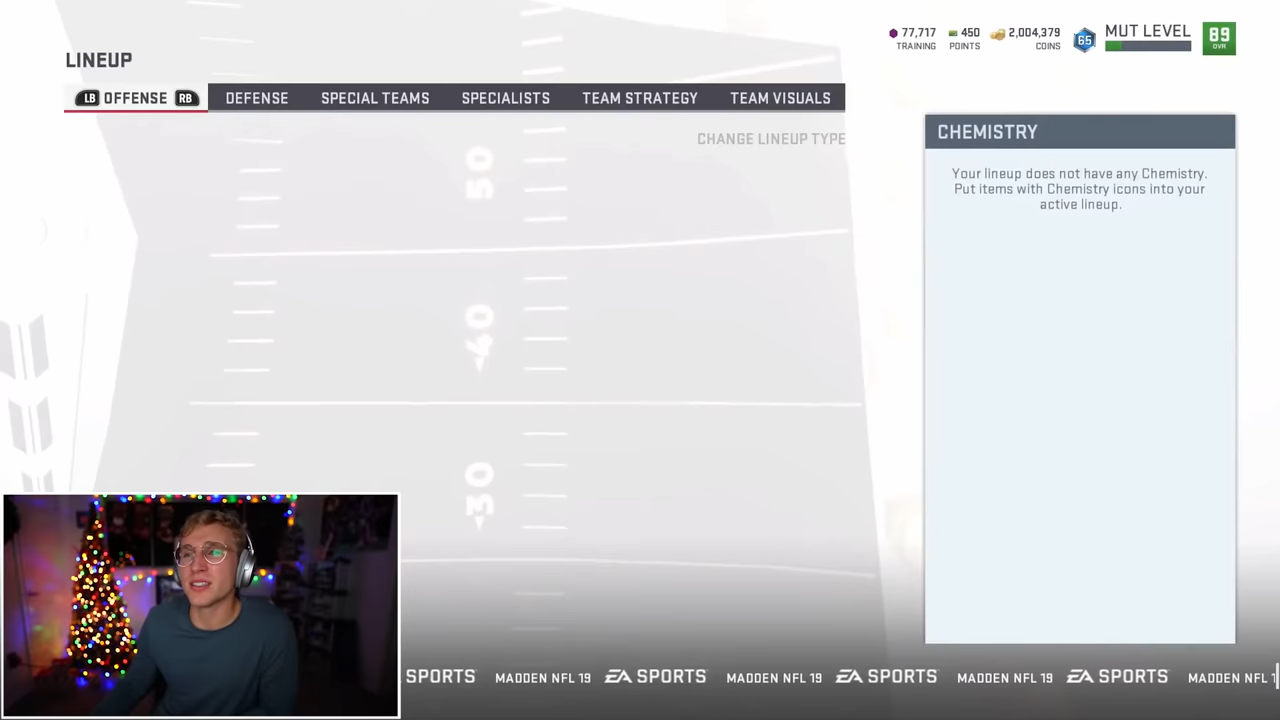 LINEUP
77,717
TRAINING
450
POINTS
2,004,379
COINS
65
MUT LEVEL
89
OVR
LB OFFENSE RB
DEFENSE
SPECIAL TEAMS
SPECIALISTS
TEAM STRATEGY
TEAM VISUALS
CHANGE LINEUP TYPE
CHEMISTRY
Your lineup does not have any Chemistry.
Put items with Chemistry icons into your
active lineup.
50
40
30
SPORTS MADDEN NFL 19 EA SPORTS MADDEN NFL 19 EA SPORTS MADDEN NFL 19 EA SPORTS MADDEN NFL 1